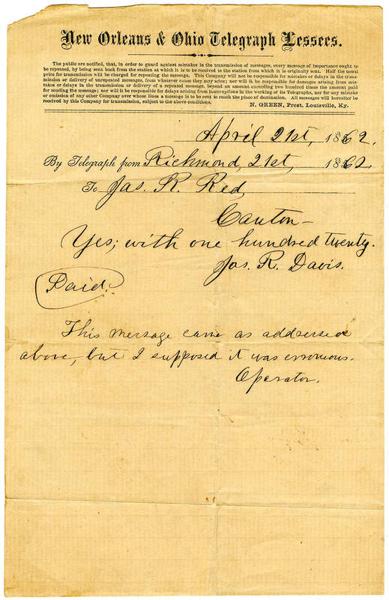 New Orleans & Ohio Telegraph Lessees.
The public are notified, that, in order to guard against mistakes in the transmission of messages, every message of importance ought to
be repeated, by being sent back from the station at which it is to be received to the station from which it is originally sent. Half the usual
price for transmission will be charged for repeating the message. This Company will not be responsible for mistakes or delays in the trans-
mission or delivery of unrepeated messages, from whatever cause they may arise; nor will it be responsible for damages arising from mis-
takes or delays in the transmission or delivery of a repeated message, beyond an amount exceeding two hundred times the amount paid
for sending the message; nor will it be responsible for delays arising from interruptions in the working of its Telegraphs, nor for any mistake
or omission of any other Company over whose lines a message is to be sent to reach the place of destination. All messages will hereafter be
received by this Company for transmission, subject to the above conditions.
N. GREEN, Prest. Louisville, Ky.
April 21st, 1862.
By Telegraph from Richmond, 21st, 1862
To Jas. R. Red,
Canton—
Yes; with one hundred twenty.
Jos. R. Davis.
Paid.
This message came as addressed
above, but I supposed it was erroneous.
Operator.